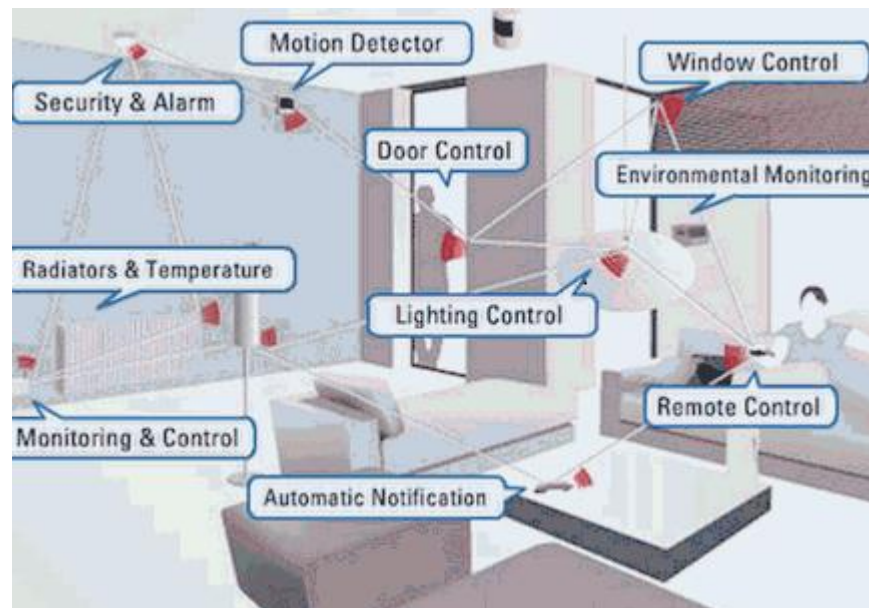 Motion Detector
Window Control
Security & Alarm
Door Control
Environmental Monitoring
Radiators & Temperature
Lighting Control
Remote Control
Monitoring & Control
Automatic Notification